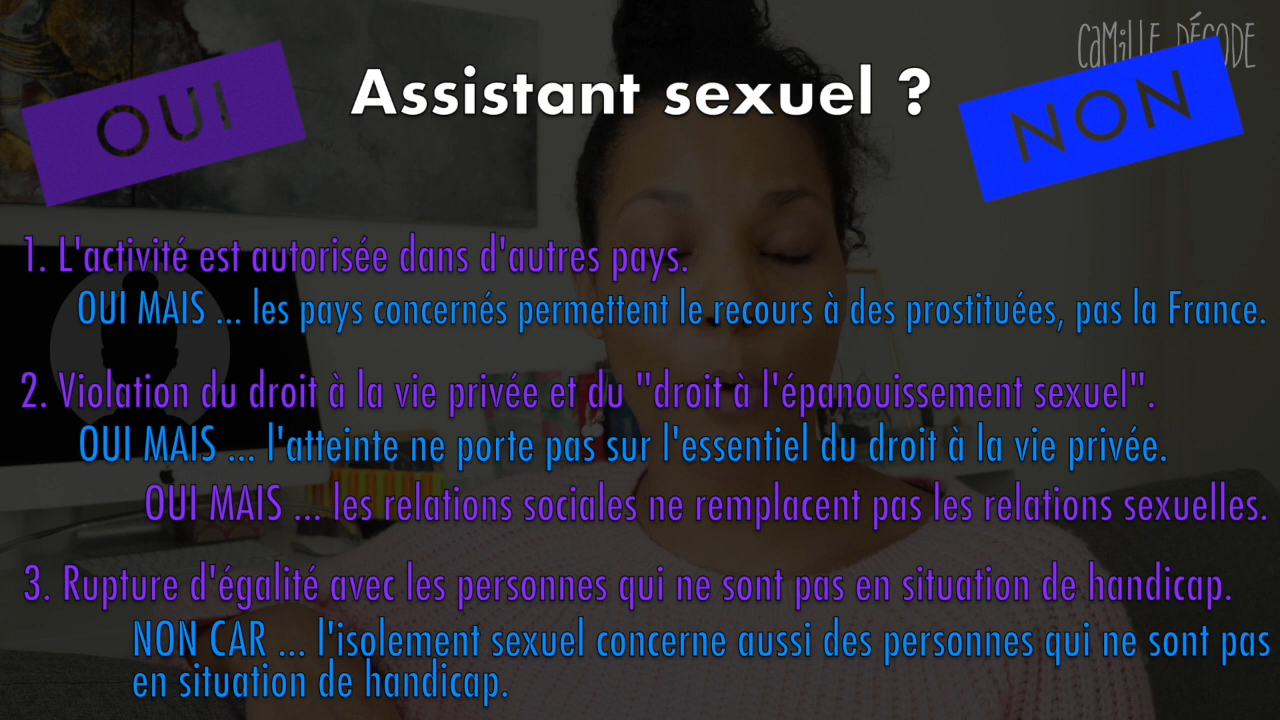 CAMiLLE DÉCODE
OUI
Assistant sexuel ?
NON
1. L'activité est autorisée dans d'autres pays.
OUI MAIS ... les pays concernés permettent le recours à des prostituées, pas la France.
2. Violation du droit à la vie privée et du "droit à l'épanouissement sexuel".
OUI MAIS ... l'atteinte ne porte pas sur l'essentiel du droit à la vie privée.
OUI MAIS ... les relations sociales ne remplacent pas les relations sexuelles.
3. Rupture d'égalité avec les personnes qui ne sont pas en situation de handicap.
NON CAR ... l'isolement sexuel concerne aussi des personnes qui ne sont pas
en situation de handicap.